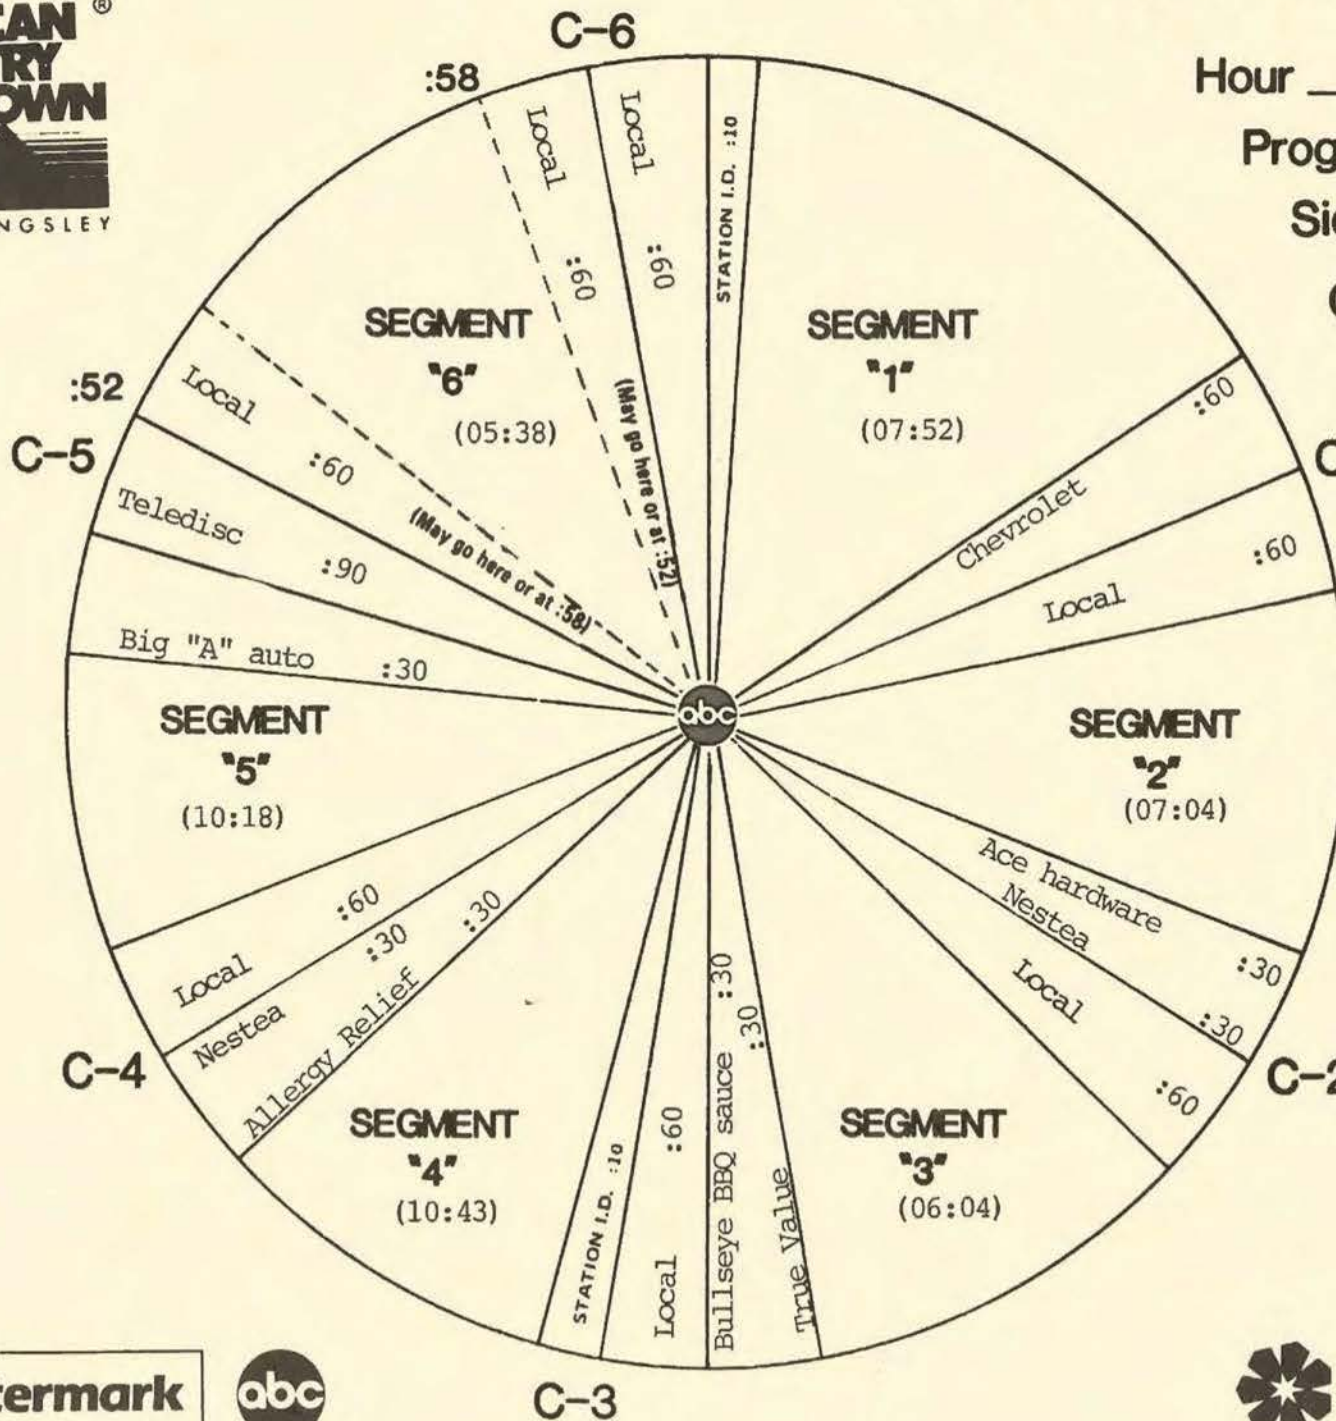 ®
C-6
:58
Hour
Local
:60
(May go here or at :52)
Local
:60
STATION I.D. :10
NGSLEY
SEGMENT
"6"
(05:38)
SEGMENT
"1"
(07:52)
:52
Local
:60
(May go here or at :58)
C-5
Teledisc :90
Big "A" auto :30
Chevrolet :60
Local :60
abc
SEGMENT
"5"
(10:18)
SEGMENT
"2"
(07:04)
Local :60
Nestea :30
Allergy Relief :30
C-4
Ace hardware :30
Nestea :30
C-2
Local :60
SEGMENT
"4"
(10:43)
STATION I.D. :10
Local :60
Bullseye BBQ sauce :30
True Value :30
SEGMENT
"3"
(06:04)
C-3
termark
abc